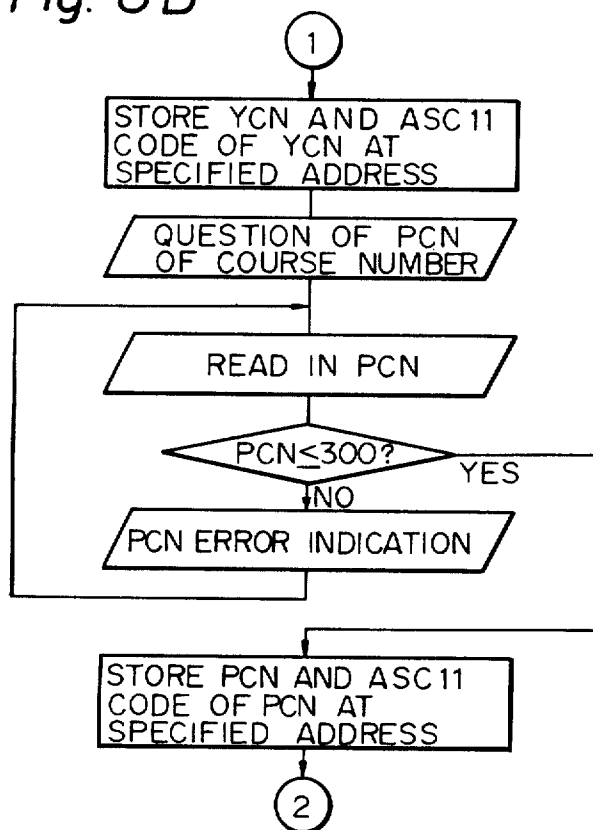 1
STORE YCN AND ASC11
CODE OF YCN AT
SPECIFIED ADDRESS
QUESTION OF PCN
OF COURSE NUMBER
READ IN PCN
PCN≤300?
YES
NO
PCN ERROR INDICATION
STORE PCN AND ASC11
CODE OF PCN AT
SPECIFIED ADDRESS
2